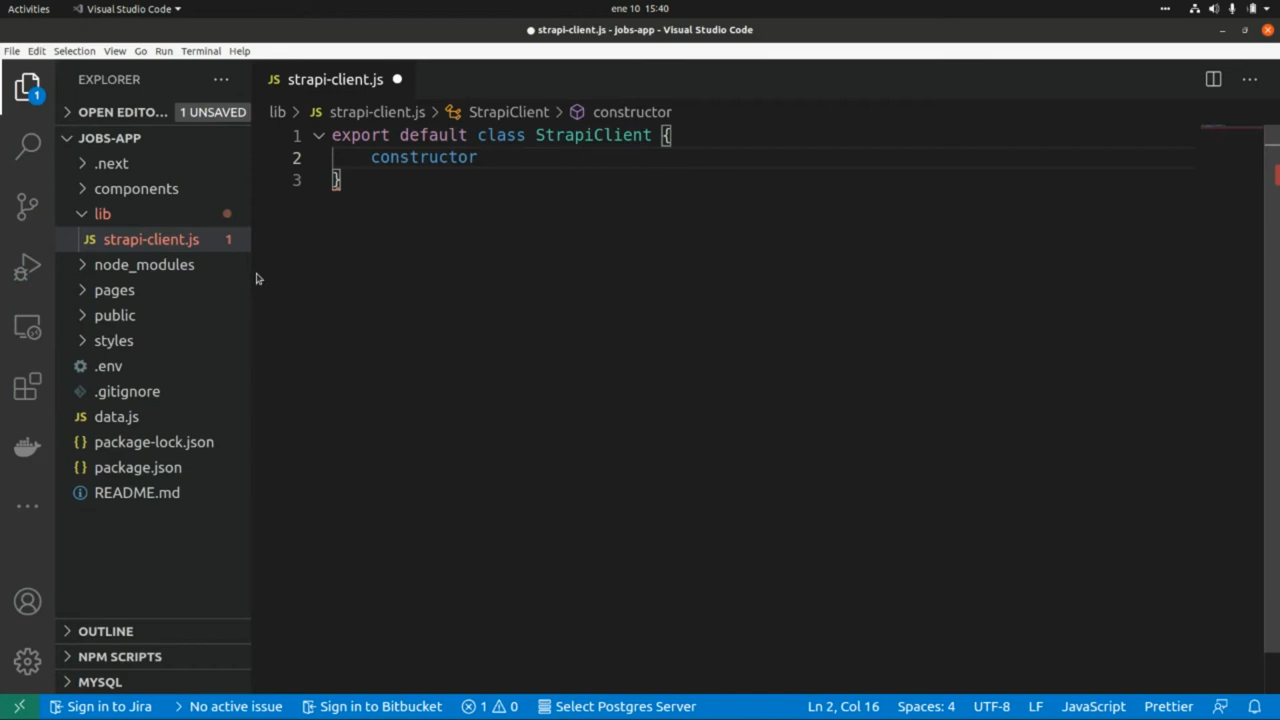 Activities Visual Studio Code ene 10 15:40
strapi-client.js - jobs-app - Visual Studio Code
File Edit Selection View Go Run Terminal Help
EXPLORER
strapi-client.js
OPEN EDITO... 1 UNSAVED
lib > strapi-client.js > StrapiClient > constructor
JOBS-APP
1 export default class StrapiClient {
2 constructor
3 }
.next
components
lib
JS strapi-client.js 1
node_modules
pages
public
styles
.env
.gitignore
JS data.js
{} package-lock.json
{} package.json
README.md
OUTLINE
NPM SCRIPTS
MYSQL
Sign in to Jira No active issue Sign in to Bitbucket 1 0 Select Postgres Server Ln 2, Col 16 Spaces: 4 UTF-8 LF JavaScript Prettier